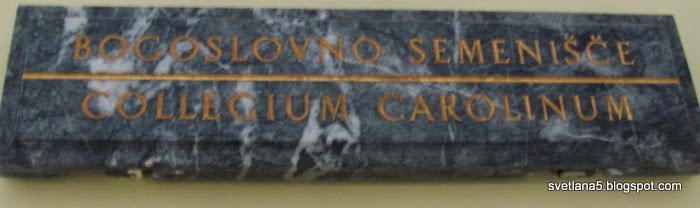 BOGOSLOVNO SEMENIŠČE
COLLEGIUM CAROLINUM
svetlana5.blogspot.com